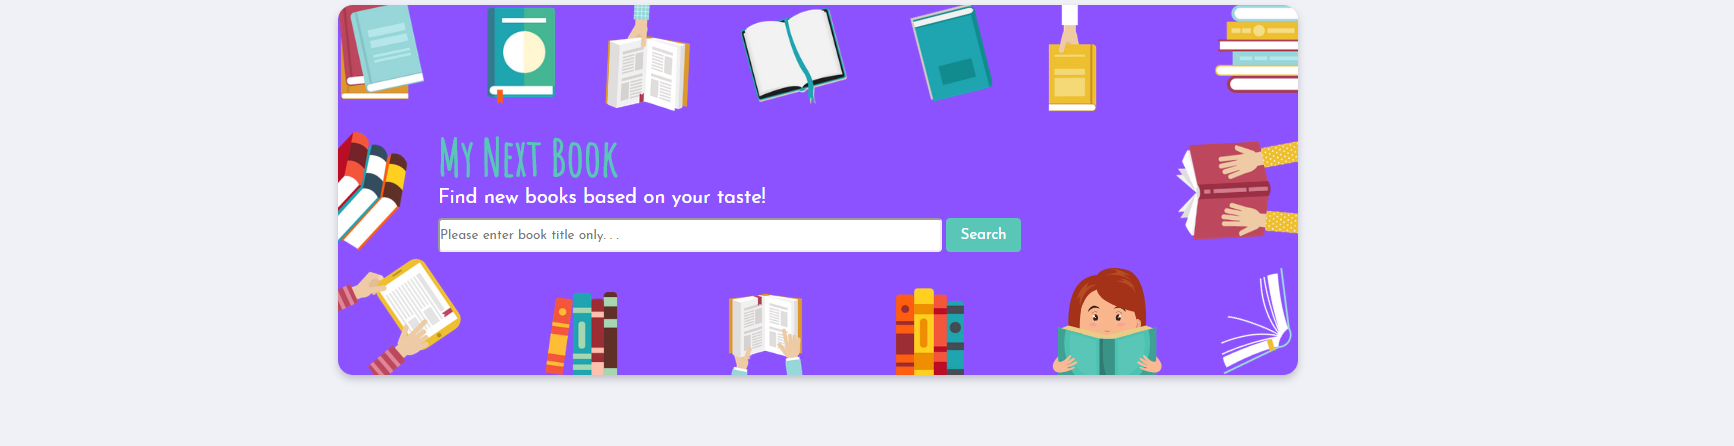 My Next Book
Find new books based on your taste!
Please enter book title only. . .
Search